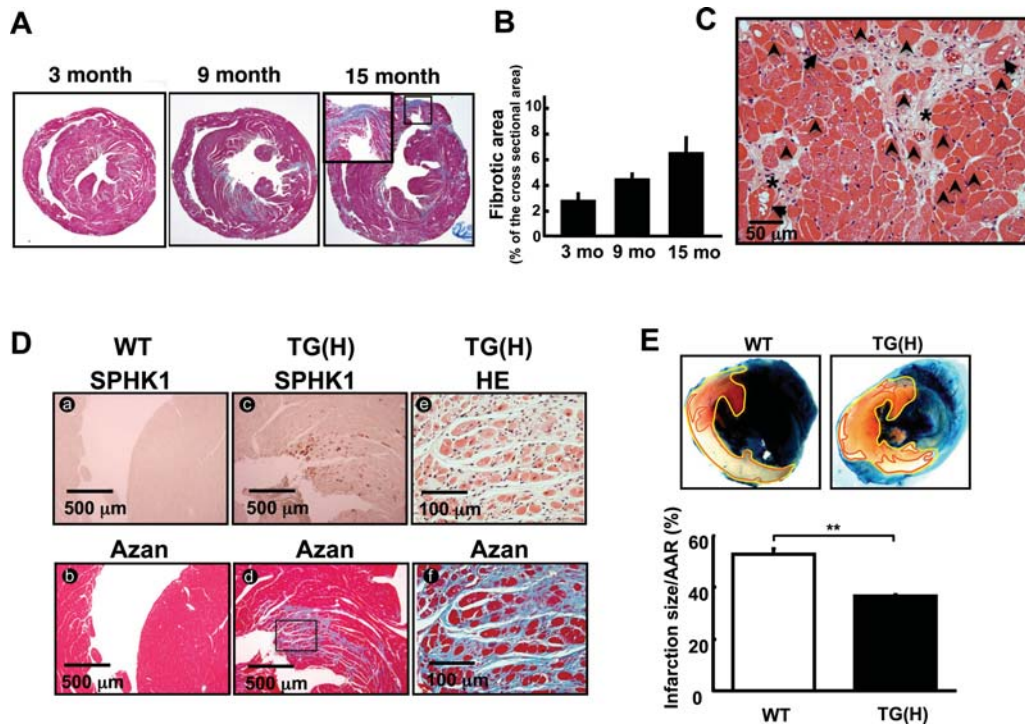 A
3 month
9 month
15 month
B
Fibrotic area
(% of the cross sectional area)
10
8
6
4
2
0
3 mo
9 mo
15 mo
C
*
*
50 μm
D
WT
TG(H)
TG(H)
SPHK1
SPHK1
HE
a
c
e
500 μm
500 μm
100 μm
Azan
Azan
Azan
b
d
f
500 μm
500 μm
100 μm
E
WT
TG(H)
Infarction size/AAR (%)
60
40
20
0
**
WT
TG(H)